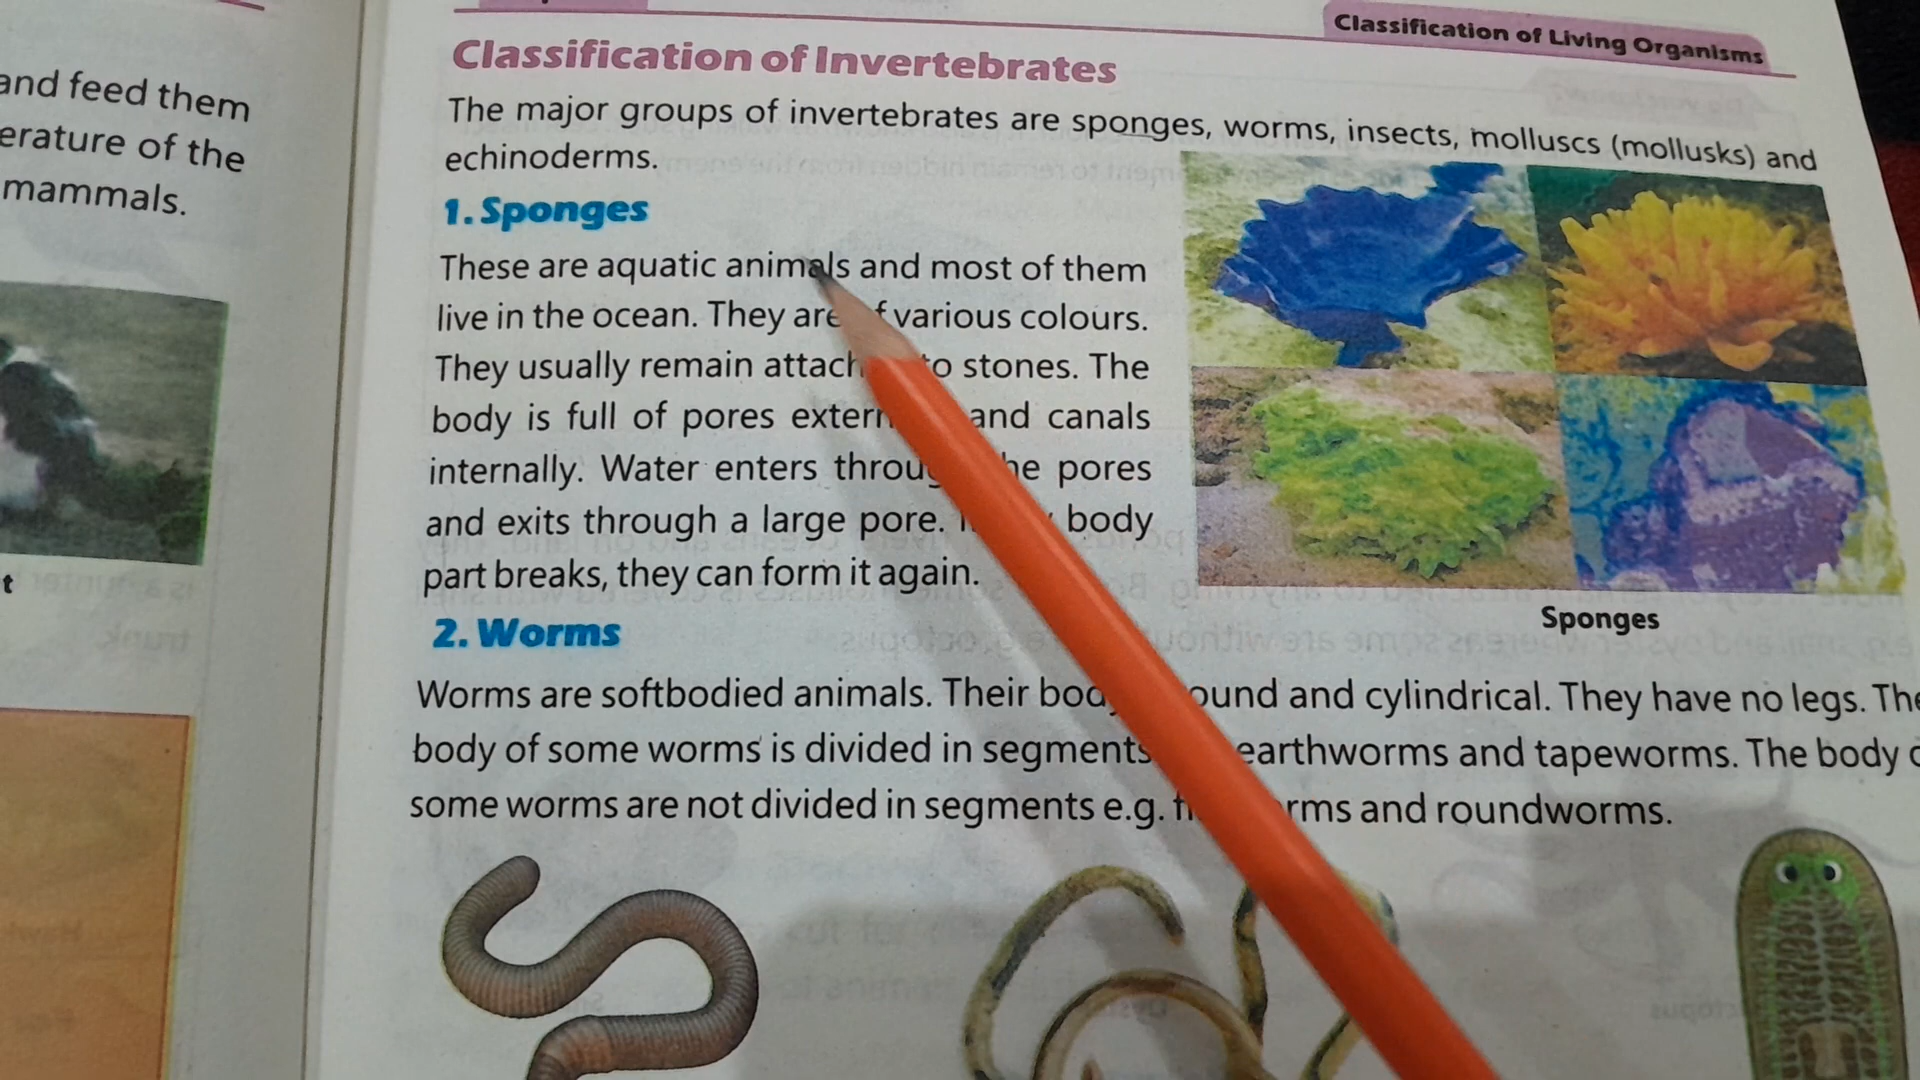 and feed them
erature of the
mammals.
t
Classification of Living Organisms
Classification of Invertebrates
The major groups of invertebrates are sponges, worms, insects, molluscs (mollusks) and
echinoderms.
1. Sponges
These are aquatic animals and most of them
live in the ocean. They are of various colours.
They usually remain attach to stones. The
body is full of pores extern and canals
internally. Water enters throug he pores
and exits through a large pore. body
part breaks, they can form it again.
Sponges
2. Worms
Worms are softbodied animals. Their body ound and cylindrical. They have no legs. The
body of some worms is divided in segments earthworms and tapeworms. The body
some worms are not divided in segments e.g. rms and roundworms.